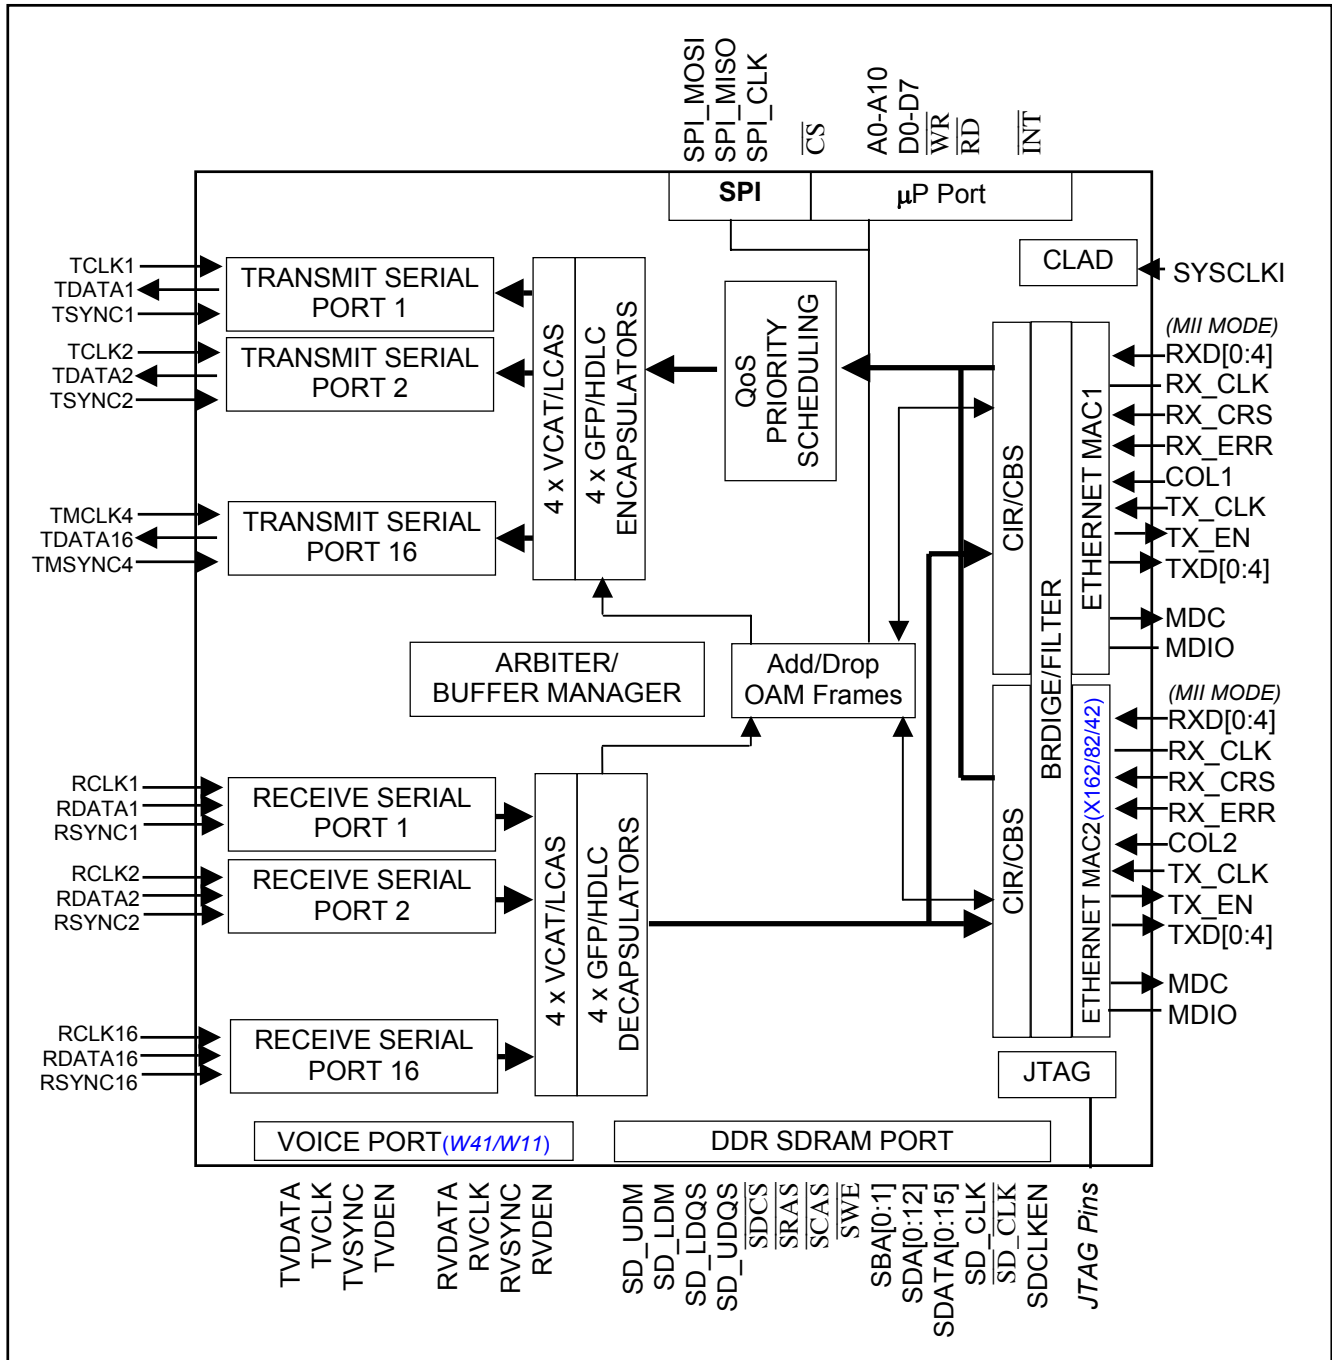 SPI_MOSI
SPI_MISO
SPI_CLK
CS
A0-A10
D0-D7
WR
RD
INT
SPI
µP Port
CLAD
SYSCLKI
TCLK1
TDATA1
TSYNC1
TRANSMIT SERIAL
PORT 1
TCLK2
TDATA2
TSYNC2
TRANSMIT SERIAL
PORT 2
TMCLK4
TDATA16
TMSYNC4
TRANSMIT SERIAL
PORT 16
4 x VCAT/LCAS
4 x GFP/HDLC
ENCAPSULATORS
QoS
PRIORITY
SCHEDULING
CIR/CBS
BRDIGE/FILTER
ETHERNET MAC1
(MII MODE)
RXD[0:4]
RX_CLK
RX_CRS
RX_ERR
COL1
TX_CLK
TX_EN
TXD[0:4]
MDC
MDIO
ARBITER/
BUFFER MANAGER
Add/Drop
OAM Frames
RCLK1
RDATA1
RSYNC1
RECEIVE SERIAL
PORT 1
RCLK2
RDATA2
RSYNC2
RECEIVE SERIAL
PORT 2
RCLK16
RDATA16
RSYNC16
RECEIVE SERIAL
PORT 16
4 x VCAT/LCAS
4 x GFP/HDLC
DECAPSULATORS
CIR/CBS
ETHERNET MAC2(X162/82/42)
(MII MODE)
RXD[0:4]
RX_CLK
RX_CRS
RX_ERR
COL2
TX_CLK
TX_EN
TXD[0:4]
MDC
MDIO
JTAG
VOICE PORT(W41/W11)
DDR SDRAM PORT
TVDATA
TVCLK
TVSYNC
TVDEN
RVDATA
RVCLK
RVSYNC
RVDEN
SD_UDM
SD_LDM
SD_LDQS
SD_UDQS
SDCS
SRAS
SCAS
SWE
SBA[0:1]
SDA[0:12]
SDATA[0:15]
SD_CLK
SD_CLK
SDCLKEN
JTAG Pins